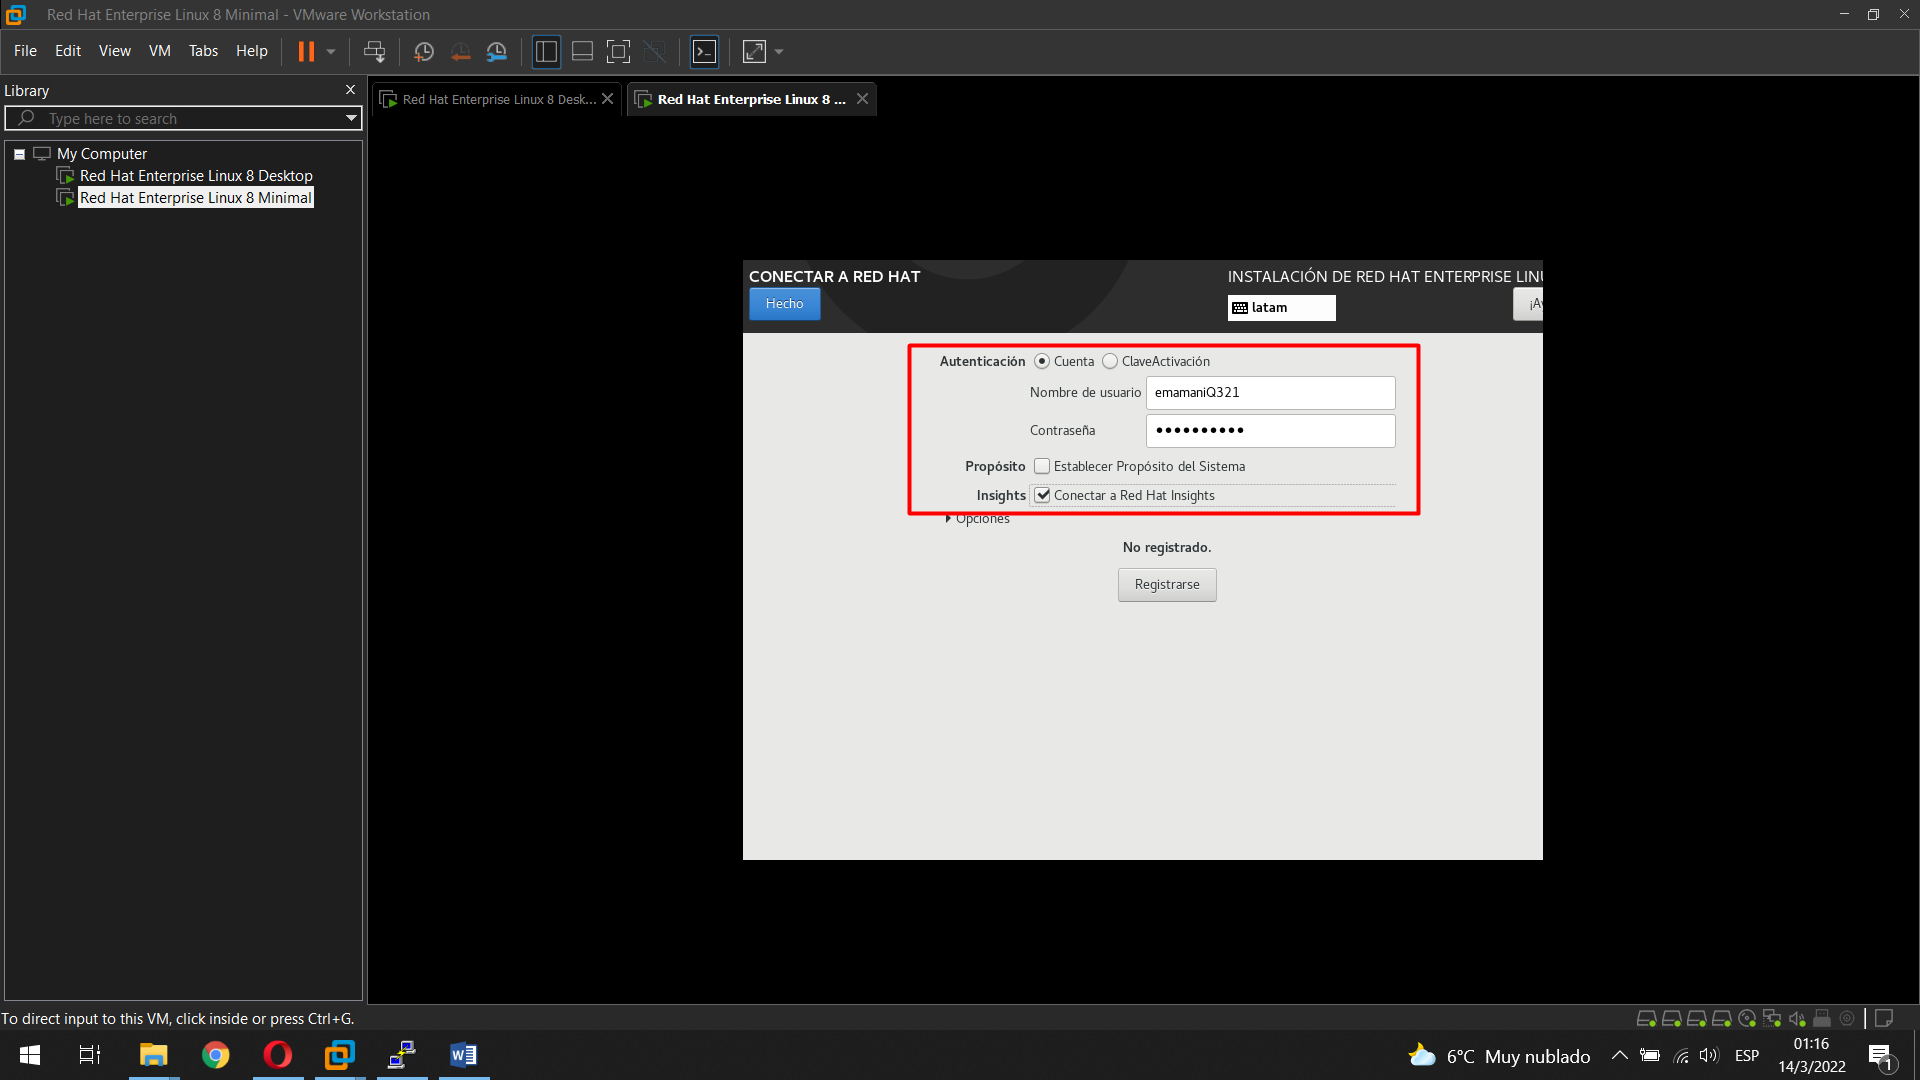 Red Hat Enterprise Linux 8 Minimal - VMware Workstation
File Edit View VM Tabs Help
Library
Type here to search
My Computer
Red Hat Enterprise Linux 8 Desktop
Red Hat Enterprise Linux 8 Minimal
Red Hat Enterprise Linux 8 Desk...
Red Hat Enterprise Linux 8 ...
CONECTAR A RED HAT
INSTALACIÓN DE RED HAT ENTERPRISE LINU
Hecho
latam
¡Ay
Autenticación Cuenta ClaveActivación
Nombre de usuario emamaniQ321
Contraseña ••••••••••
Propósito Establecer Propósito del Sistema
Insights Conectar a Red Hat Insights
Opciones
No registrado.
Registrarse
To direct input to this VM, click inside or press Ctrl+G.
6°C Muy nublado
ESP
01:16
14/3/2022
1